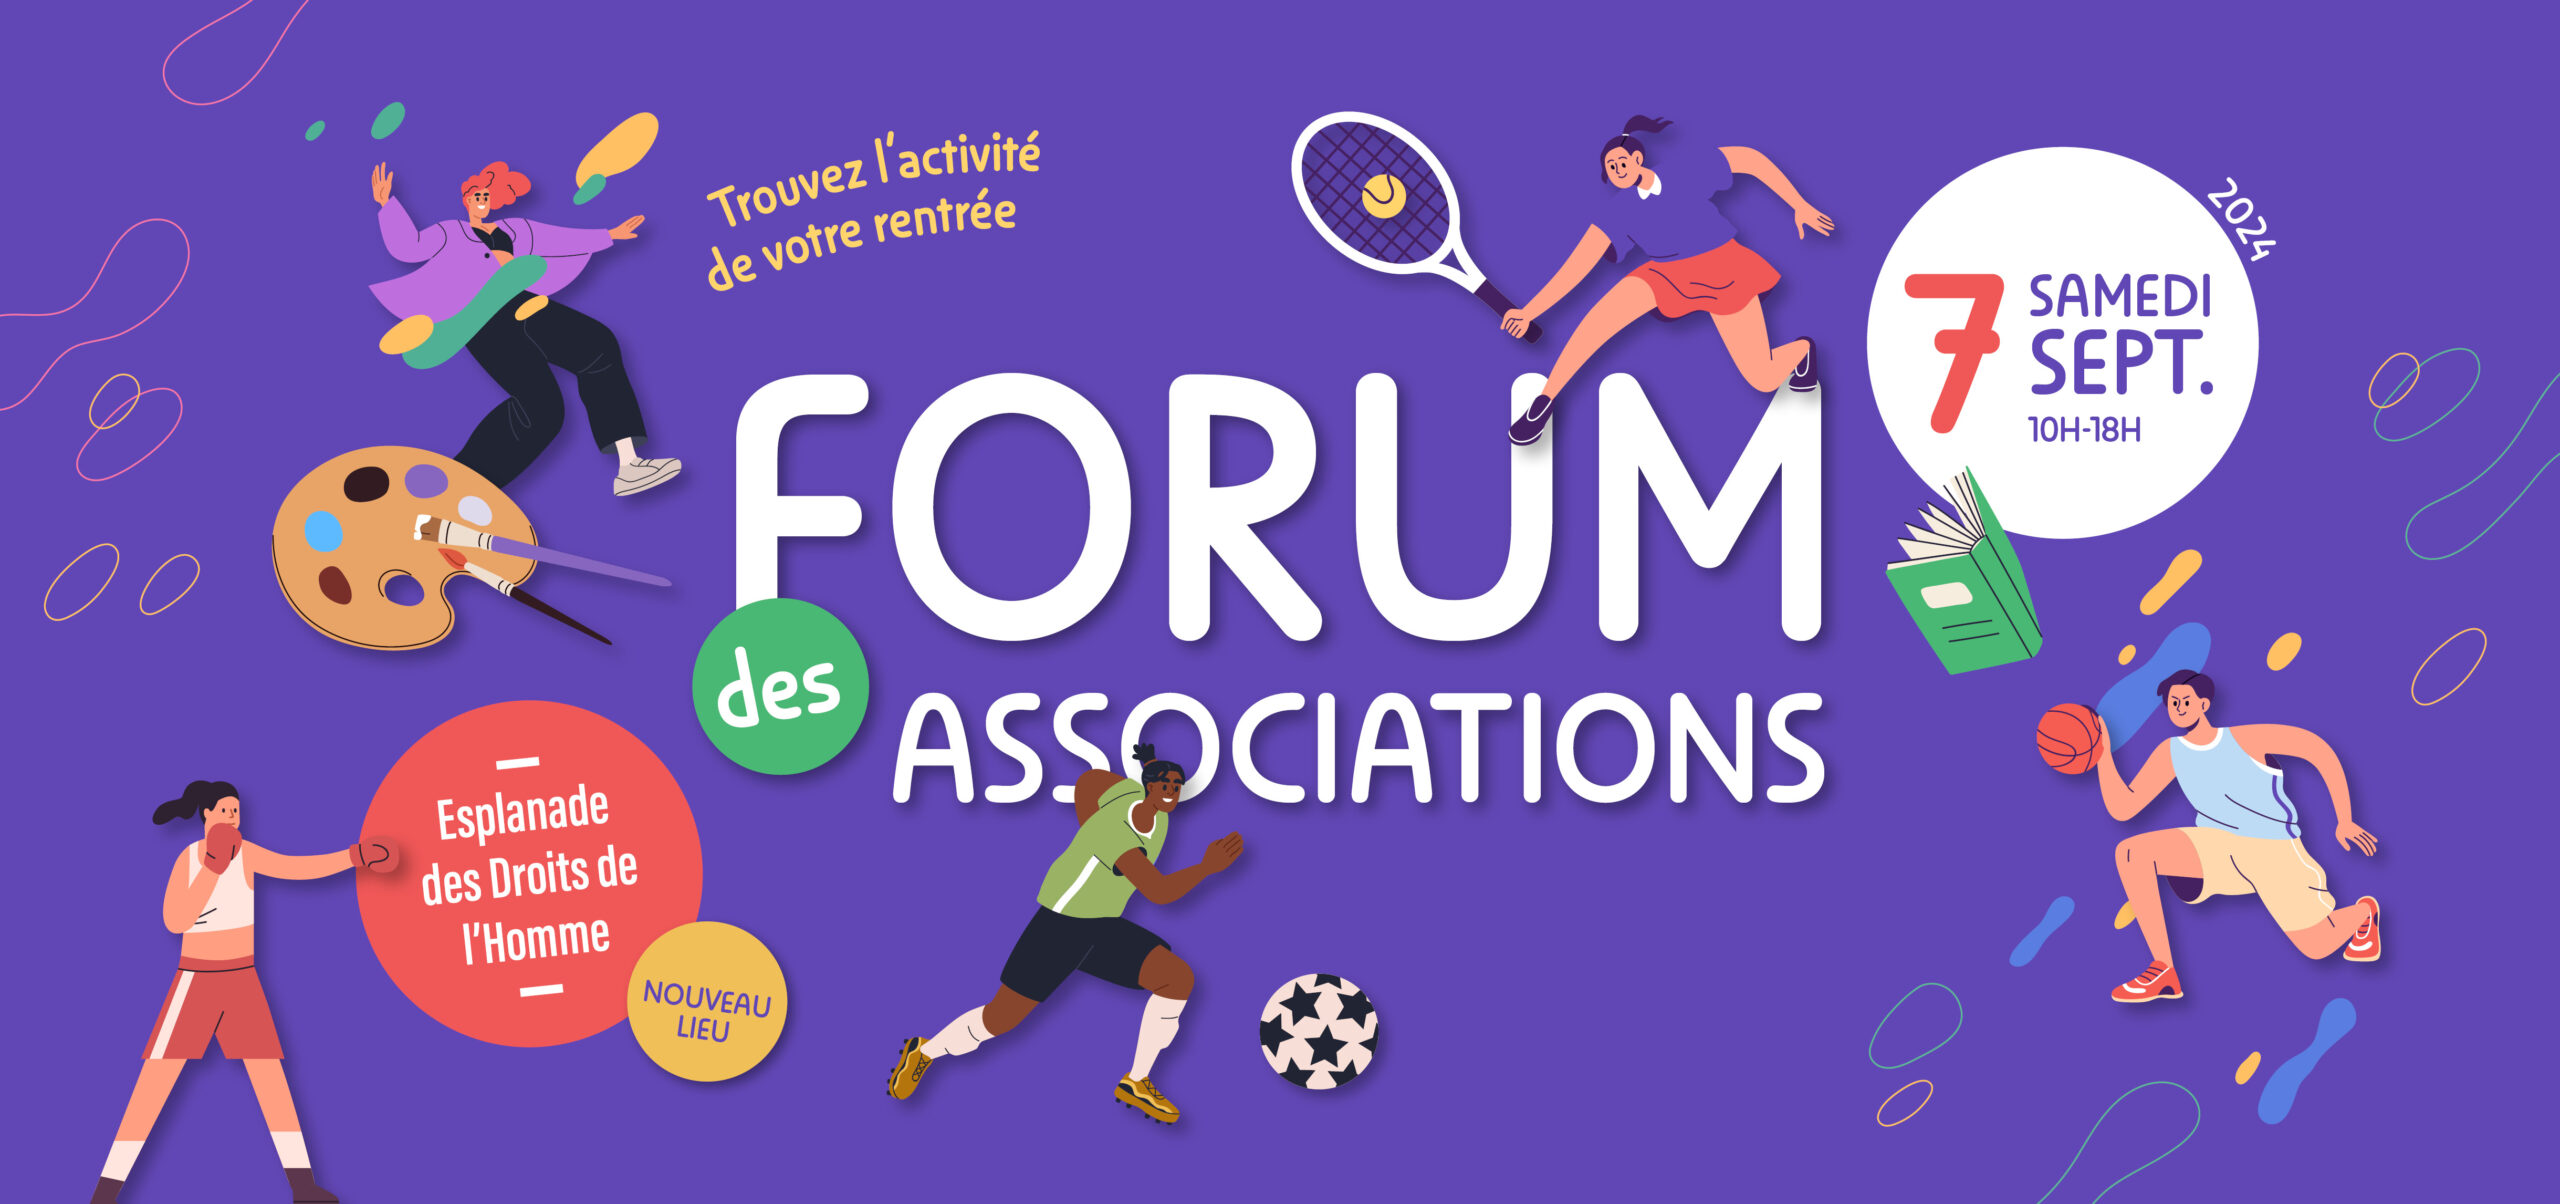 Trouvez l'activité
de votre rentrée
FORUM
des
ASSOCIATIONS
7
SAMEDI
SEPT.
10H-18H
2024
Esplanade
des Droits de
l'Homme
NOUVEAU
LIEU